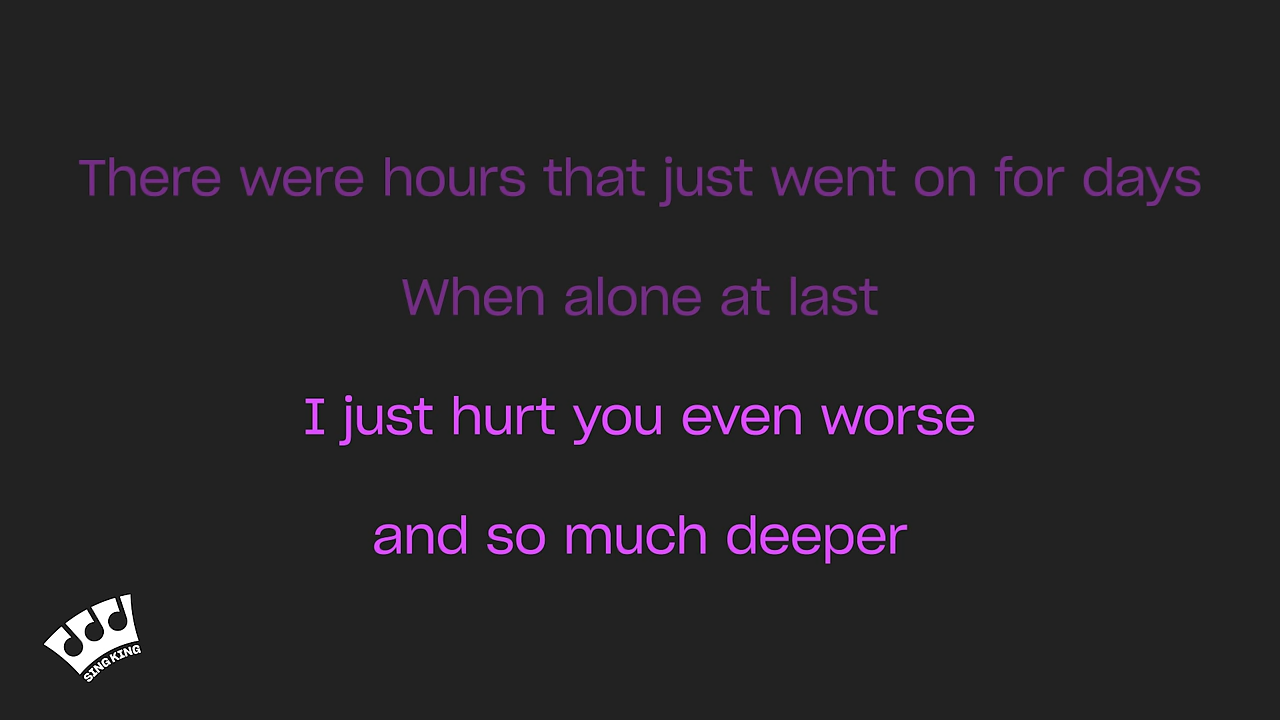 There were hours that just went on for days
When alone at last
I just hurt you even worse
and so much deeper
SING KING